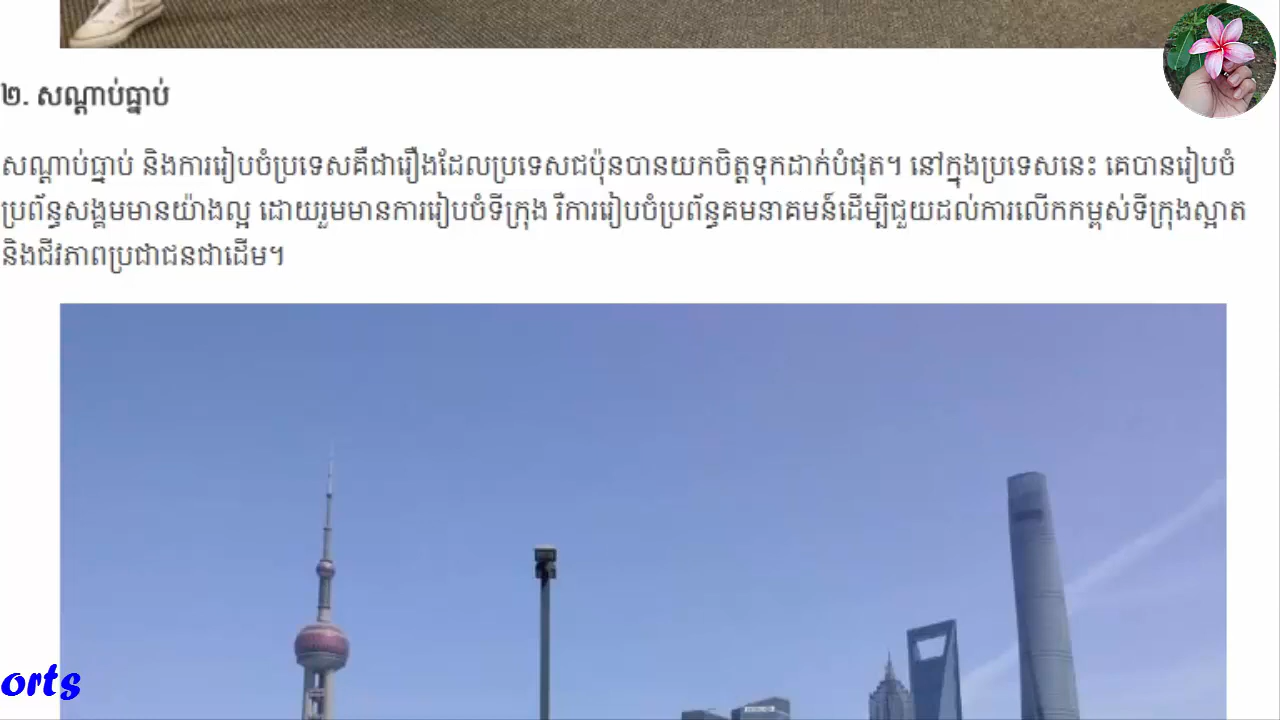 ២. សណ្ដាប់ធ្នាប់
សណ្ដាប់ធ្នាប់ និងការរៀបចំប្រទេសគឺជារឿងដែលប្រទេសជប៉ុនបានយកចិត្តទុកដាក់បំផុត។ នៅក្នុងប្រទេសនេះ គេបានរៀបចំ
ប្រព័ន្ធសង្គមមានយ៉ាងល្អ ដោយរួមមានការរៀបចំទីក្រុង រឺការរៀបចំប្រព័ន្ធគមនាគមន៍ដើម្បីជួយដល់ការលើកកម្ពស់ទីក្រុងស្អាត
និងជីវភាពប្រជាជនជាដើម។
orts